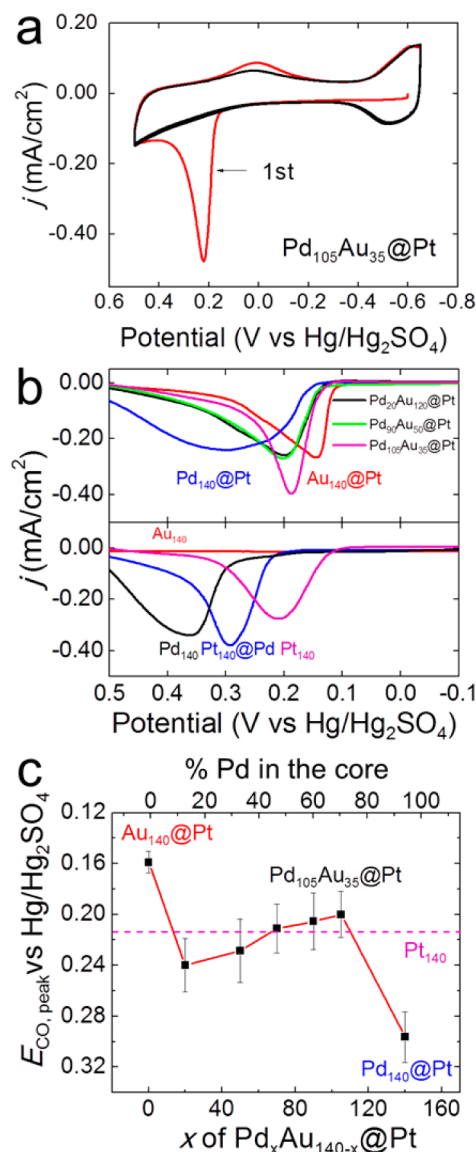 a
0.20
0.00
-0.20
-0.40
j (mA/cm²)
1st
Pd₁₀₅Au₃₅@Pt
0.6 0.4 0.2 0.0 -0.2 -0.4 -0.6 -0.8
Potential (V vs Hg/Hg₂SO₄)
b
0.00
-0.20
-0.40
Pd₂₀Au₁₂₀@Pt
Pd₉₀Au₅₀@Pt
Pd₁₀₅Au₃₅@Pt
Pd₁₄₀@Pt
Au₁₄₀@Pt
j (mA/cm²)
0.00
-0.20
-0.40
Au₁₄₀
Pd₁₄₀ Pt₁₄₀@Pd Pt₁₄₀
0.5 0.4 0.3 0.2 0.1 0.0 -0.1
Potential (V vs Hg/Hg₂SO₄)
c
% Pd in the core
0 20 40 60 80 100
0.12
0.16
0.20
0.24
0.28
0.32
E CO, peak vs Hg/Hg₂SO₄
Au₁₄₀@Pt
Pd₁₀₅Au₃₅@Pt
Pt₁₄₀
Pd₁₄₀@Pt
0 40 80 120 160
x of PdₓAu₁₄₀₋ₓ@Pt